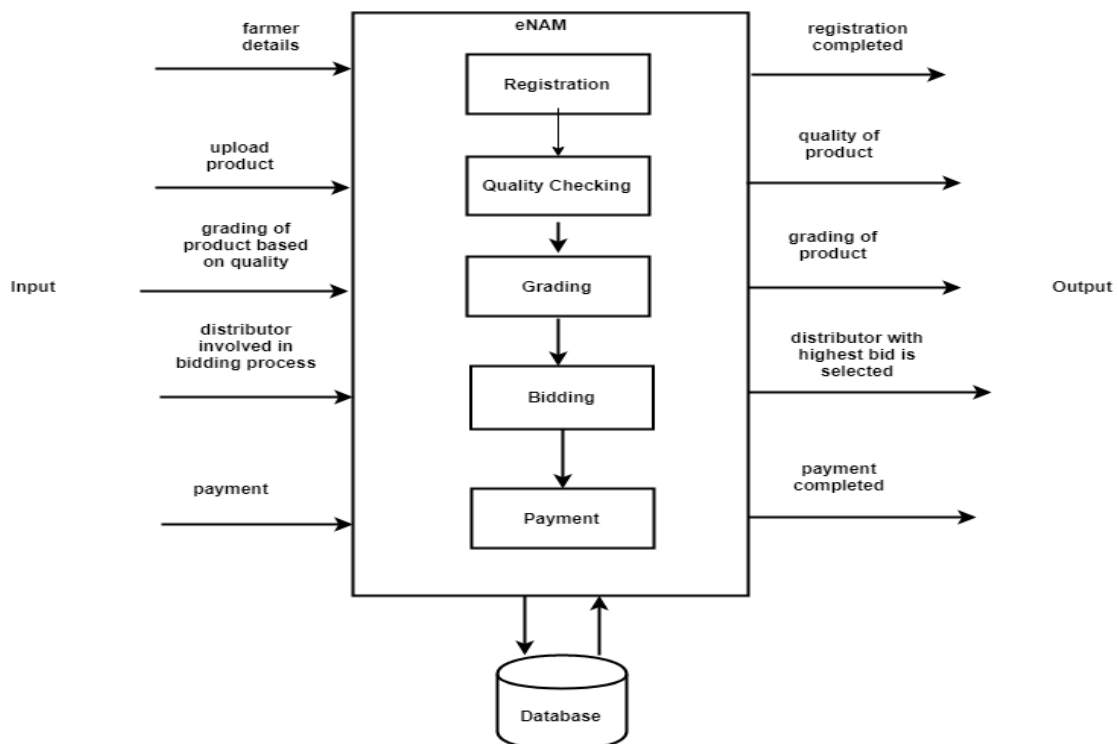 eNAM
farmer
details
registration
completed
Registration
upload
product
quality of
product
Quality Checking
grading of
product based
on quality
grading of
product
Input
Grading
Output
distributor
involved in
bidding process
distributor with
highest bid is
selected
Bidding
payment
payment
completed
Payment
Database